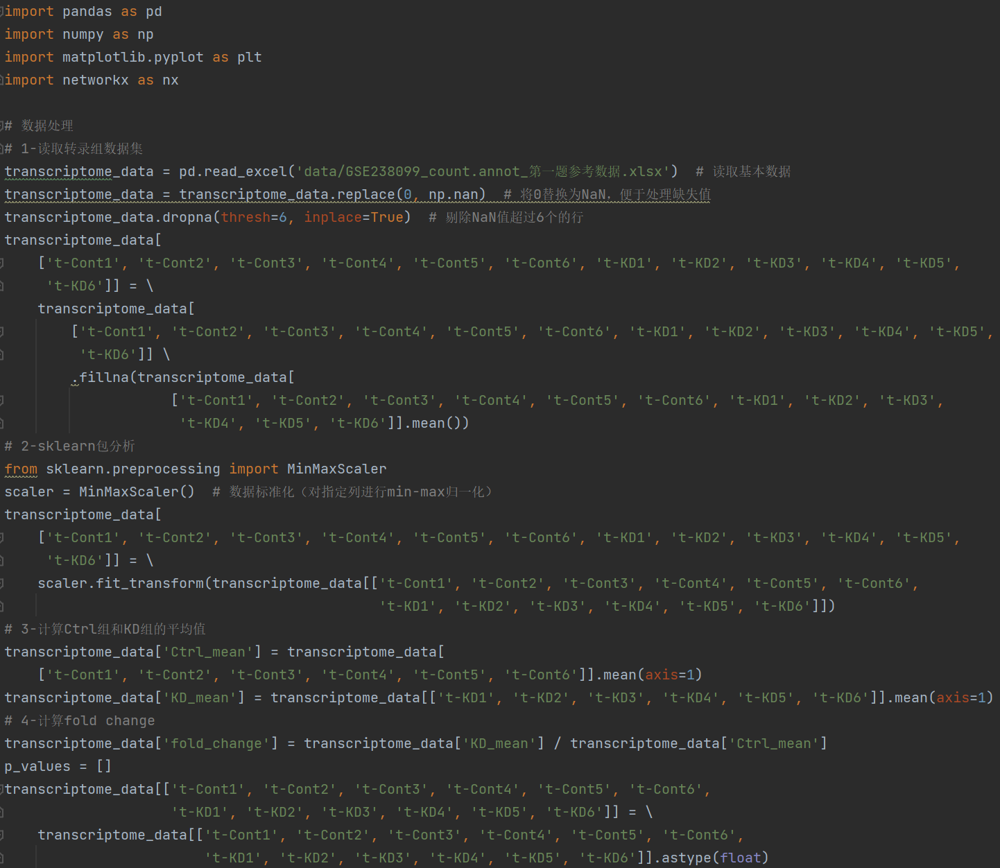 import pandas as pd
import numpy as np
import matplotlib.pyplot as plt
import networkx as nx
# 数据处理
# 1-读取转录组数据集
transcriptome_data = pd.read_excel('data/GSE238099_count.annot_第一题参考数据.xlsx')  # 读取基本数据
transcriptome_data = transcriptome_data.replace(0, np.nan)  # 将0替换为NaN，便于处理缺失值
transcriptome_data.dropna(thresh=6, inplace=True)  # 剔除NaN值超过6个的行
transcriptome_data[
    ['t-Cont1', 't-Cont2', 't-Cont3', 't-Cont4', 't-Cont5', 't-Cont6', 't-KD1', 't-KD2', 't-KD3', 't-KD4', 't-KD5',
     't-KD6']] = \
    transcriptome_data[
        ['t-Cont1', 't-Cont2', 't-Cont3', 't-Cont4', 't-Cont5', 't-Cont6', 't-KD1', 't-KD2', 't-KD3', 't-KD4', 't-KD5',
         't-KD6']] \
        .fillna(transcriptome_data[
                    ['t-Cont1', 't-Cont2', 't-Cont3', 't-Cont4', 't-Cont5', 't-Cont6', 't-KD1', 't-KD2', 't-KD3',
                     't-KD4', 't-KD5', 't-KD6']].mean())
# 2-sklearn包分析
from sklearn.preprocessing import MinMaxScaler
scaler = MinMaxScaler()  # 数据标准化（对指定列进行min-max归一化）
transcriptome_data[
    ['t-Cont1', 't-Cont2', 't-Cont3', 't-Cont4', 't-Cont5', 't-Cont6', 't-KD1', 't-KD2', 't-KD3', 't-KD4', 't-KD5',
     't-KD6']] = \
    scaler.fit_transform(transcriptome_data[['t-Cont1', 't-Cont2', 't-Cont3', 't-Cont4', 't-Cont5', 't-Cont6',
                                             't-KD1', 't-KD2', 't-KD3', 't-KD4', 't-KD5', 't-KD6']])
# 3-计算Ctrl组和KD组的平均值
transcriptome_data['Ctrl_mean'] = transcriptome_data[
    ['t-Cont1', 't-Cont2', 't-Cont3', 't-Cont4', 't-Cont5', 't-Cont6']].mean(axis=1)
transcriptome_data['KD_mean'] = transcriptome_data[['t-KD1', 't-KD2', 't-KD3', 't-KD4', 't-KD5', 't-KD6']].mean(axis=1)
# 4-计算fold change
transcriptome_data['fold_change'] = transcriptome_data['KD_mean'] / transcriptome_data['Ctrl_mean']
p_values = []
transcriptome_data[['t-Cont1', 't-Cont2', 't-Cont3', 't-Cont4', 't-Cont5', 't-Cont6',
                    't-KD1', 't-KD2', 't-KD3', 't-KD4', 't-KD5', 't-KD6']] = \
    transcriptome_data[['t-Cont1', 't-Cont2', 't-Cont3', 't-Cont4', 't-Cont5', 't-Cont6',
                        't-KD1', 't-KD2', 't-KD3', 't-KD4', 't-KD5', 't-KD6']].astype(float)